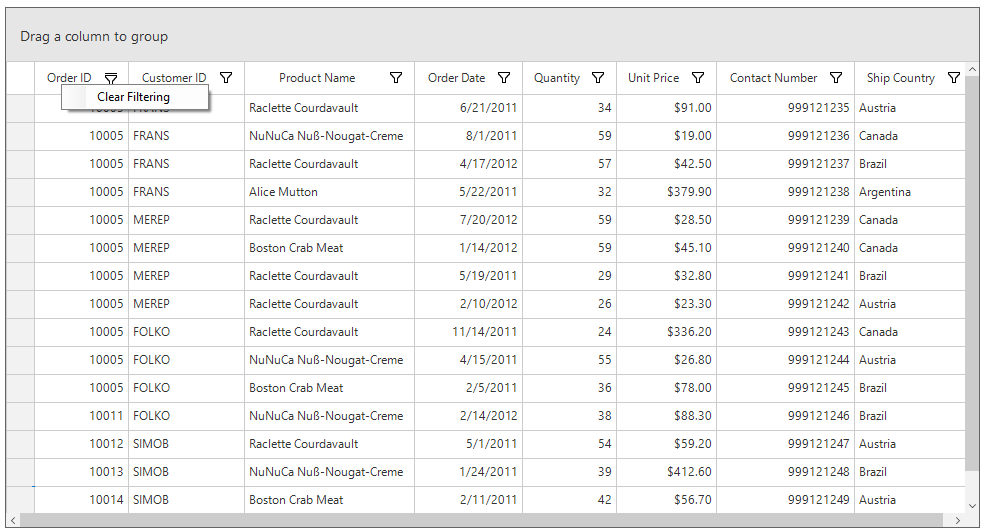 Drag a column to group
Order ID Customer ID Product Name Order Date Quantity Unit Price Contact Number Ship Country
Clear Filtering
Raclette Courdavault 6/21/2011 34 $91.00 999121235 Austria
10005 FRANS NuNuCa Nuß-Nougat-Creme 8/1/2011 59 $19.00 999121236 Canada
10005 FRANS Raclette Courdavault 4/17/2012 57 $42.50 999121237 Brazil
10005 FRANS Alice Mutton 5/22/2011 32 $379.90 999121238 Argentina
10005 MEREP Raclette Courdavault 7/20/2012 59 $28.50 999121239 Canada
10005 MEREP Boston Crab Meat 1/14/2012 59 $45.10 999121240 Canada
10005 MEREP Raclette Courdavault 5/19/2011 29 $32.80 999121241 Brazil
10005 MEREP Raclette Courdavault 2/10/2012 26 $23.30 999121242 Austria
10005 FOLKO Raclette Courdavault 11/14/2011 24 $336.20 999121243 Canada
10005 FOLKO NuNuCa Nuß-Nougat-Creme 4/15/2011 55 $26.80 999121244 Austria
10005 FOLKO Boston Crab Meat 2/5/2011 36 $78.00 999121245 Brazil
10011 FOLKO NuNuCa Nuß-Nougat-Creme 2/14/2012 38 $88.30 999121246 Brazil
10012 SIMOB Raclette Courdavault 5/1/2011 54 $59.20 999121247 Austria
10013 SIMOB NuNuCa Nuß-Nougat-Creme 1/24/2011 39 $412.60 999121248 Brazil
10014 SIMOB Boston Crab Meat 2/11/2011 42 $56.70 999121249 Austria